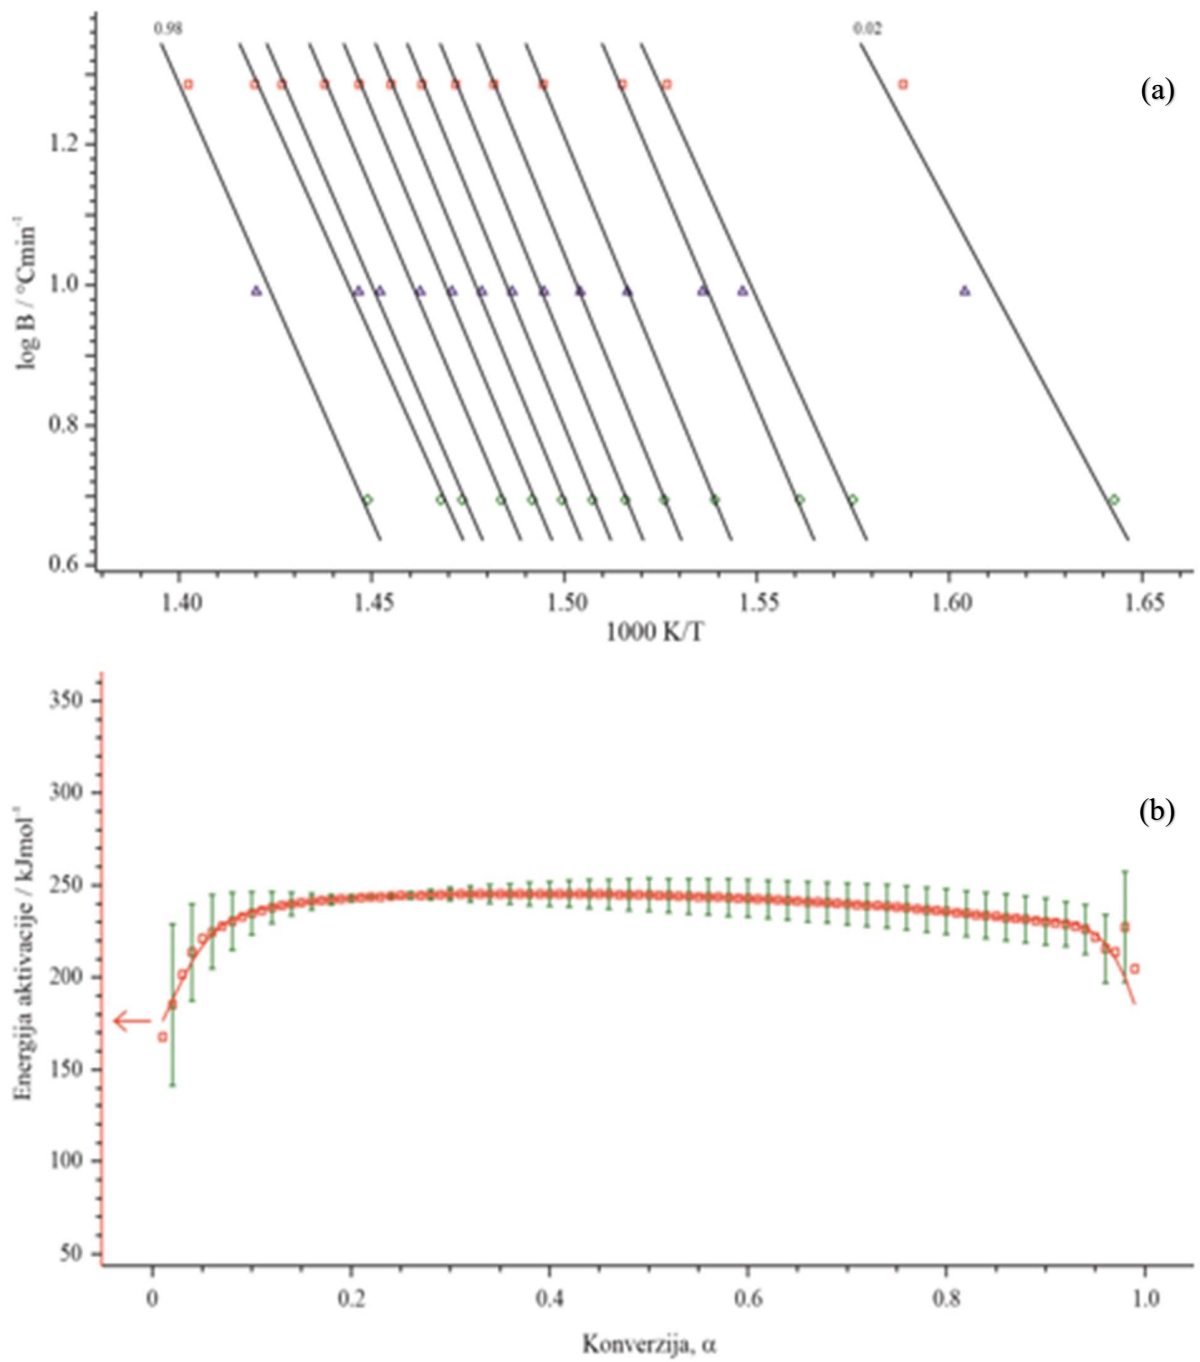 0.98
0.02
(a)
1.2
1.0
0.8
0.6
log B / °Cmin⁻¹
1.40 1.45 1.50 1.55 1.60 1.65
1000 K/T
350
300
250
200
150
100
50
(b)
Energija aktivacije / kJmol⁻¹
0 0.2 0.4 0.6 0.8 1.0
Konverzija, α